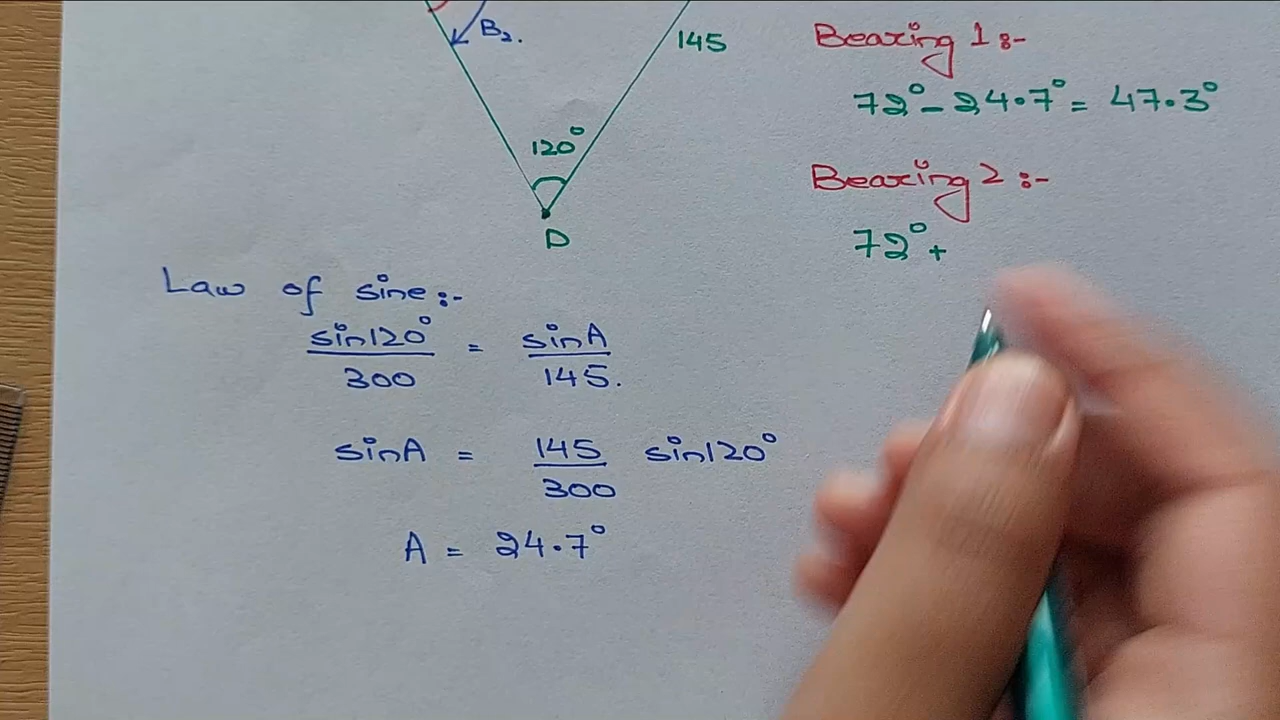 B₂.
145
120°
D
Bearing 1 :-
72° - 24.7° = 47.3°
Bearing 2 :-
72° +
Law of sine:-
sin120° / 300 = sinA / 145.
sinA = 145 / 300 sin120°
A = 24.7°